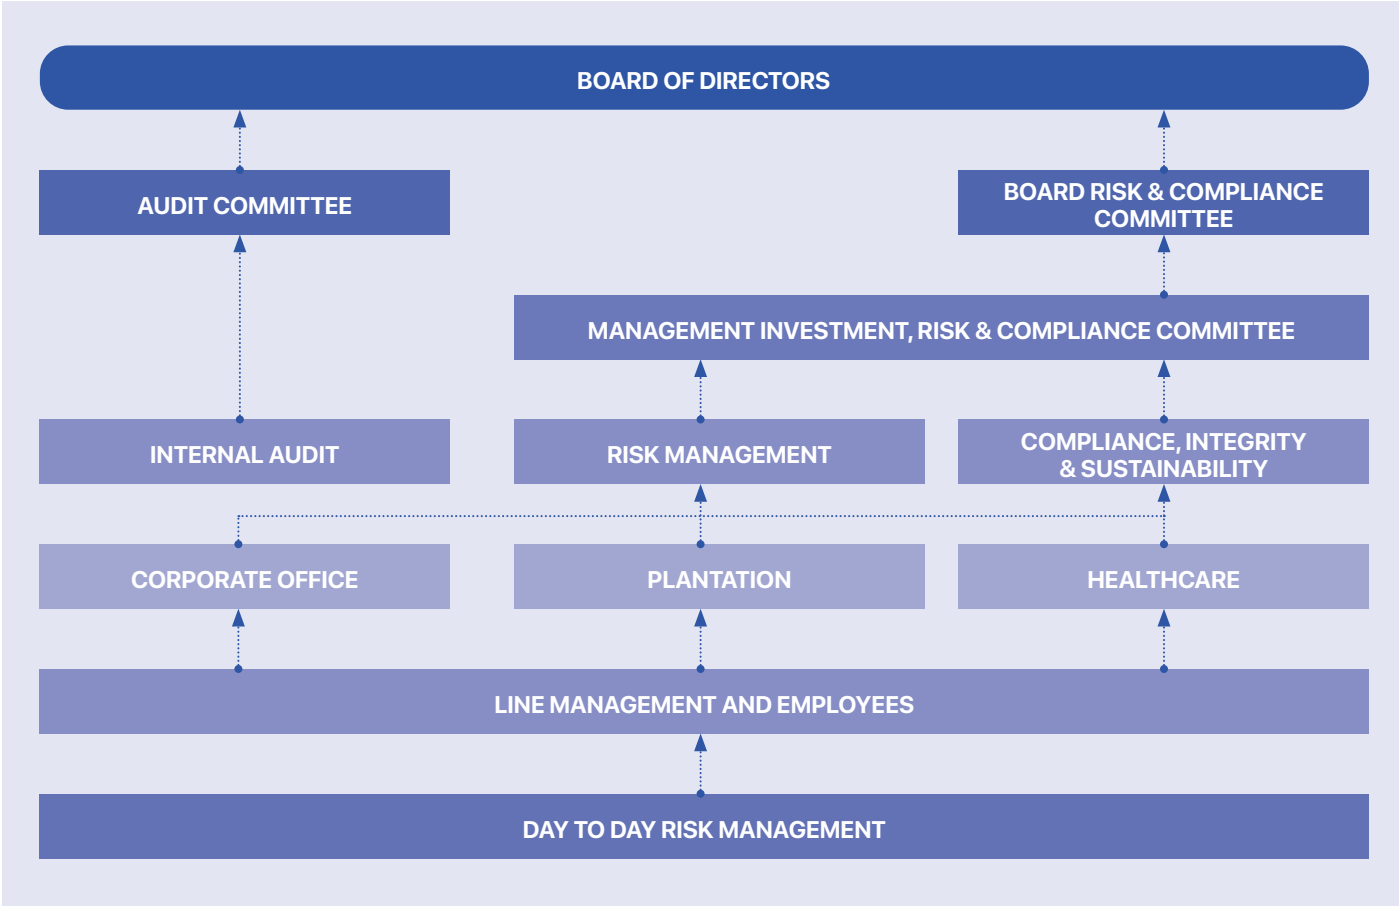 BOARD OF DIRECTORS
AUDIT COMMITTEE
BOARD RISK & COMPLIANCE
COMMITTEE
MANAGEMENT INVESTMENT, RISK & COMPLIANCE COMMITTEE
INTERNAL AUDIT
RISK MANAGEMENT
COMPLIANCE, INTEGRITY
& SUSTAINABILITY
CORPORATE OFFICE
PLANTATION
HEALTHCARE
LINE MANAGEMENT AND EMPLOYEES
DAY TO DAY RISK MANAGEMENT